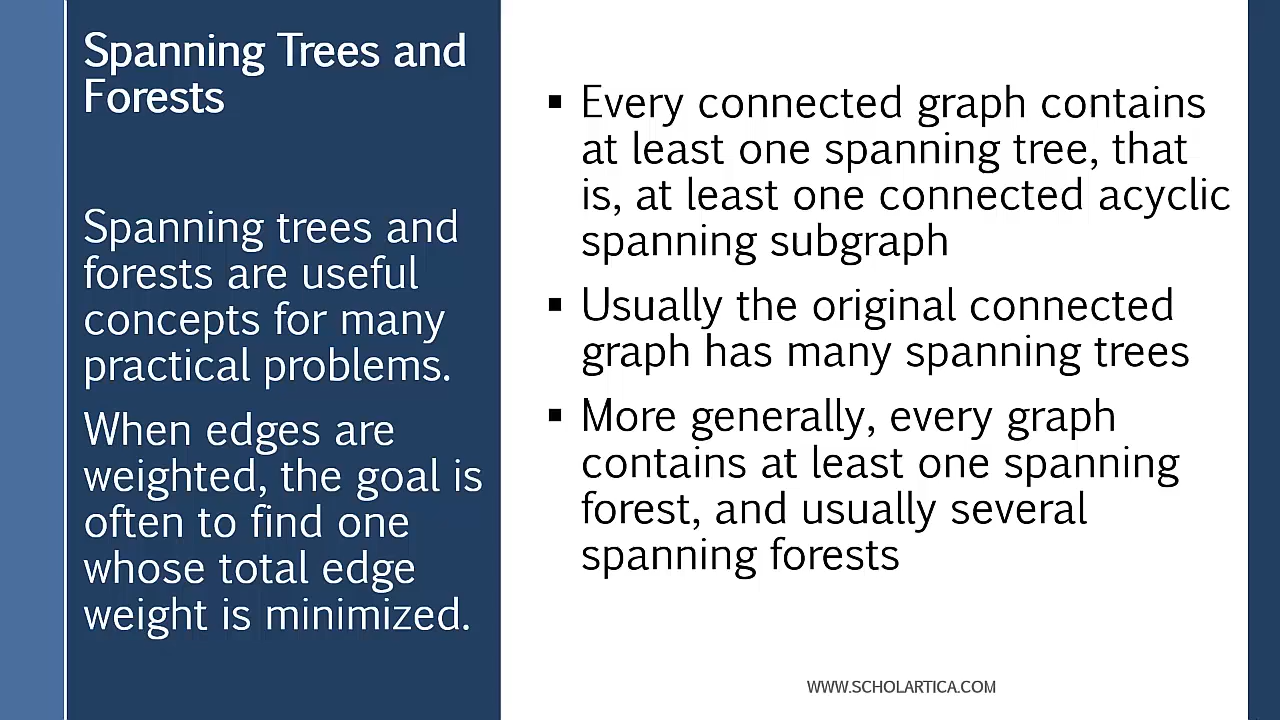 Spanning Trees and
Forests
Spanning trees and
forests are useful
concepts for many
practical problems.
When edges are
weighted, the goal is
often to find one
whose total edge
weight is minimized.
▪ Every connected graph contains
at least one spanning tree, that
is, at least one connected acyclic
spanning subgraph
▪ Usually the original connected
graph has many spanning trees
▪ More generally, every graph
contains at least one spanning
forest, and usually several
spanning forests
WWW.SCHOLARTICA.COM